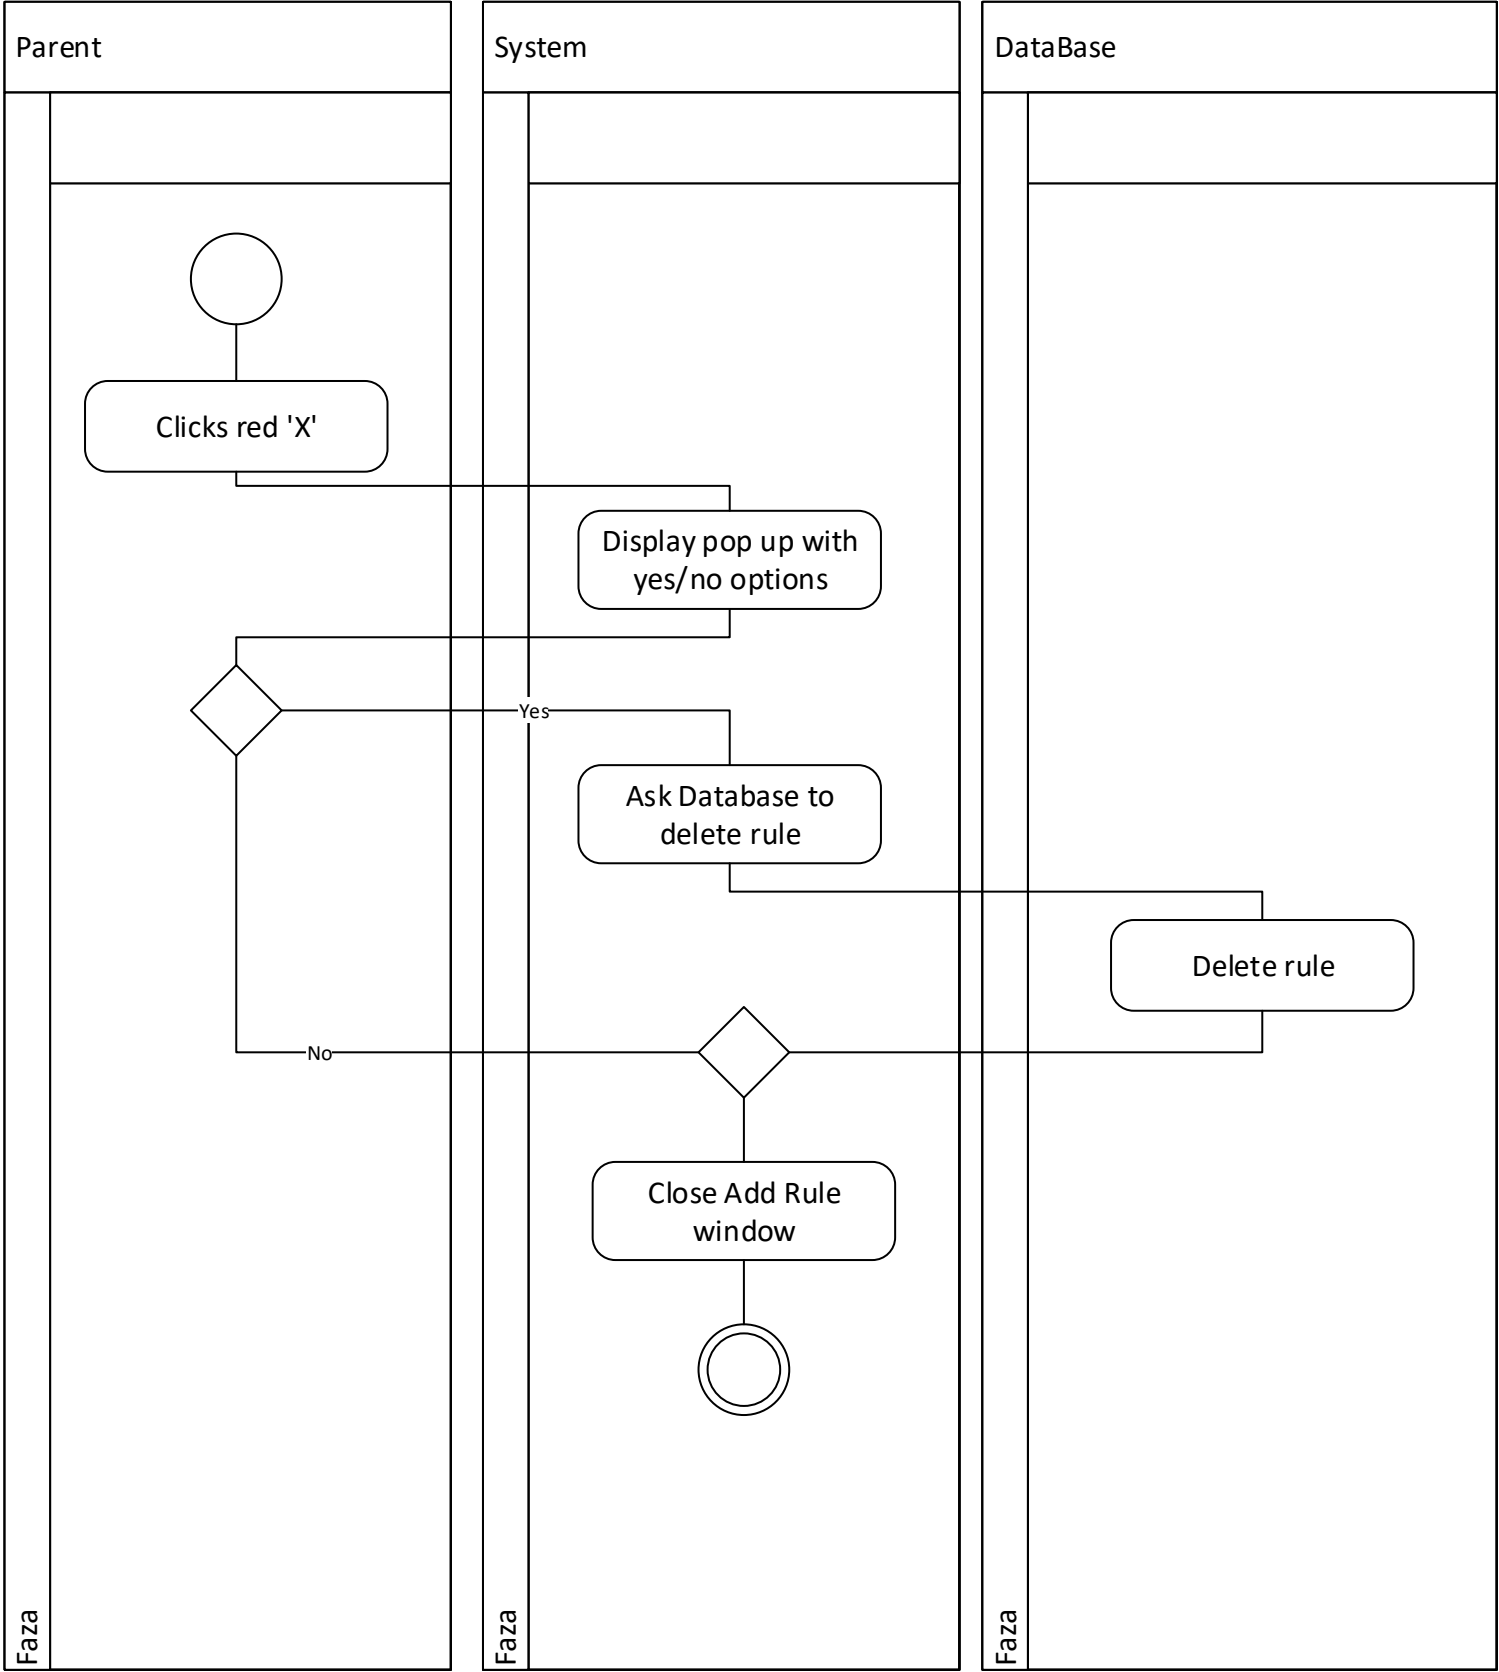 Parent
System
DataBase
Clicks red 'X'
Display pop up with
yes/no options
Yes
Ask Database to
delete rule
Delete rule
No
Close Add Rule
window
Faza
Faza
Faza